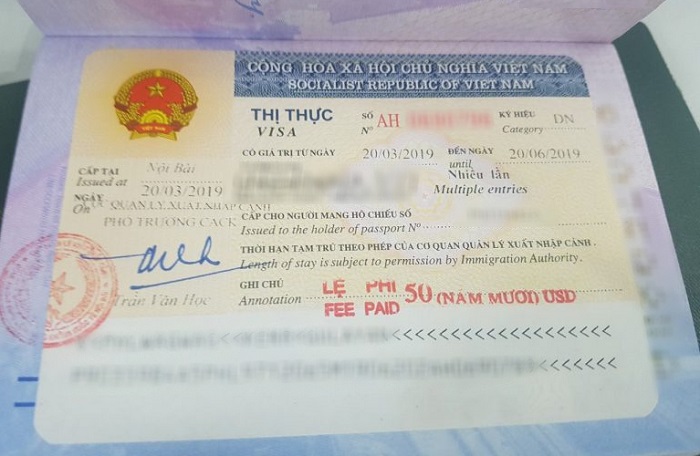 CỘNG HÒA XÃ HỘI CHỦ NGHĨA VIỆT NAM
SOCIALIST REPUBLIC OF VIET NAM
THỊ THỰC
VISA
SỐ
Nº AH
KÝ HIỆU
Category DN
CÓ GIÁ TRỊ TỪ NGÀY 20/03/2019 ĐẾN NGÀY 20/06/2019
until
Nhiều lần
Multiple entries
VIỆT NAM
CẤP TẠI Nội Bài
Issued at
NGÀY 20/03/2019
On
QUẢN LÝ XUẤT NHẬP CẢNH
PHÓ TRƯỞNG CACK
CẤP CHO NGƯỜI MANG HỘ CHIẾU SỐ
Issued to the holder of passport Nº
THỜI HẠN TẠM TRÚ THEO PHÉP CỦA CƠ QUAN QUẢN LÝ XUẤT NHẬP CẢNH.
Length of stay is subject to permission by Immigration Authority.
Trần Văn Học
GHI CHÚ
Annotation
LỆ PHÍ
FEE PAID 50 (NĂM MƯƠI) USD
<<<<<<<<<<<<<<<<<<<
<<<<<<